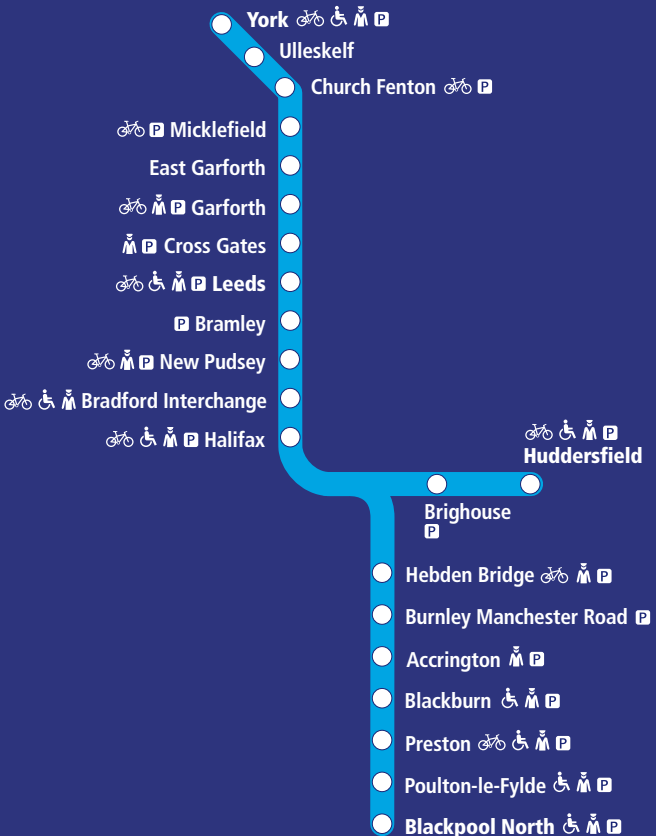 York P
Ulleskelf
Church Fenton P
P Micklefield
East Garforth
P Garforth
P Cross Gates
P Leeds
P Bramley
P New Pudsey
Bradford Interchange
P Halifax
P
Huddersfield
Brighouse
P
Hebden Bridge P
Burnley Manchester Road P
Accrington P
Blackburn P
Preston P
Poulton-le-Fylde P
Blackpool North P